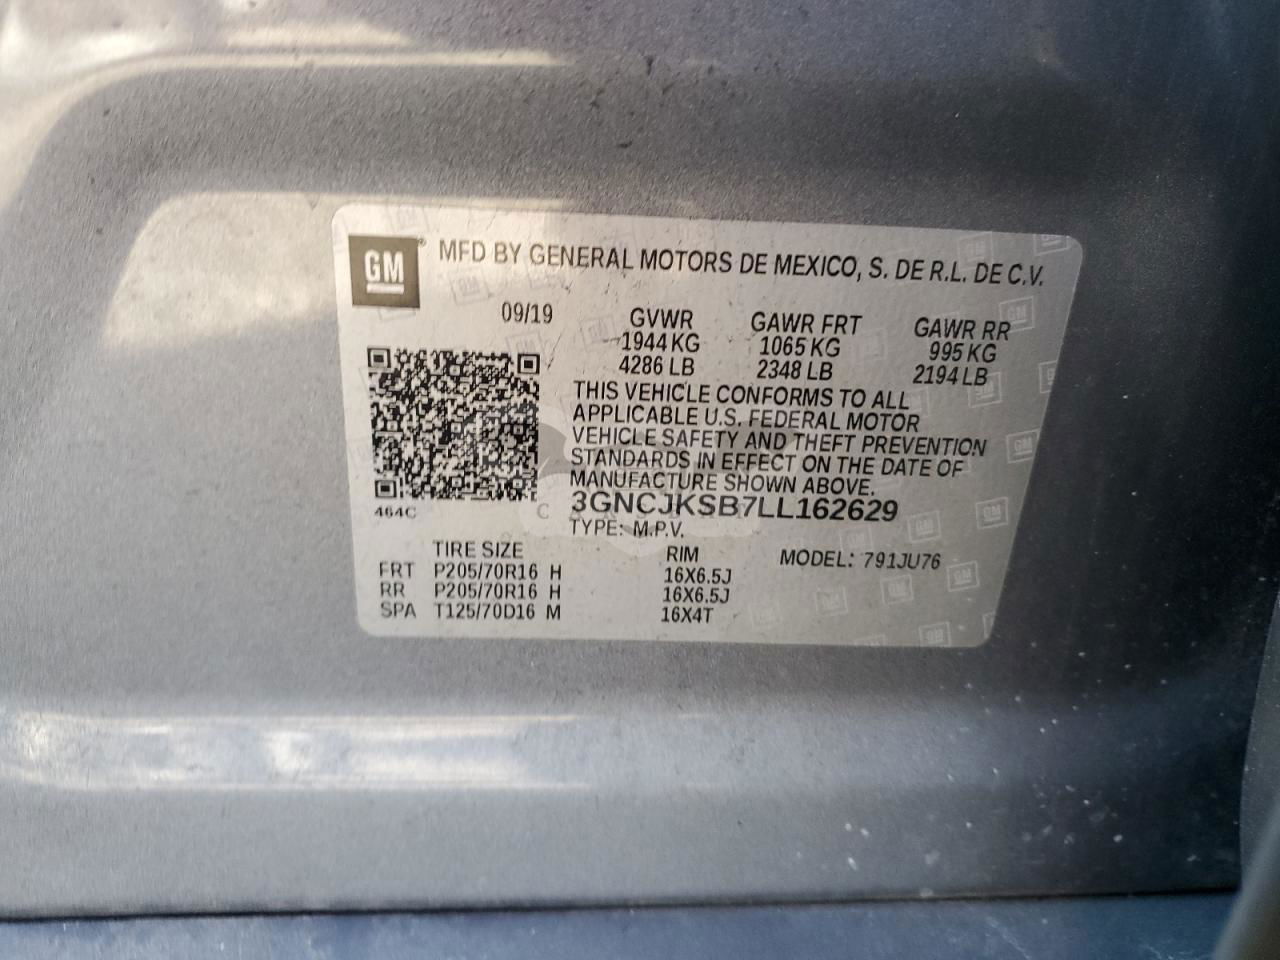 GM ® MFD BY GENERAL MOTORS DE MEXICO, S. DE R.L. DE C.V.
09/19 GVWR GAWR FRT GAWR RR
1944 KG 1065 KG 995 KG
4286 LB 2348 LB 2194 LB
THIS VEHICLE CONFORMS TO ALL
APPLICABLE U.S. FEDERAL MOTOR
VEHICLE SAFETY AND THEFT PREVENTION
STANDARDS IN EFFECT ON THE DATE OF
MANUFACTURE SHOWN ABOVE.
464C 3GNCJKSB7LL162629
TYPE: M.P.V.
TIRE SIZE RIM MODEL: 791JU76
FRT P205/70R16 H 16X6.5J
RR P205/70R16 H 16X6.5J
SPA T125/70D16 M 16X4T